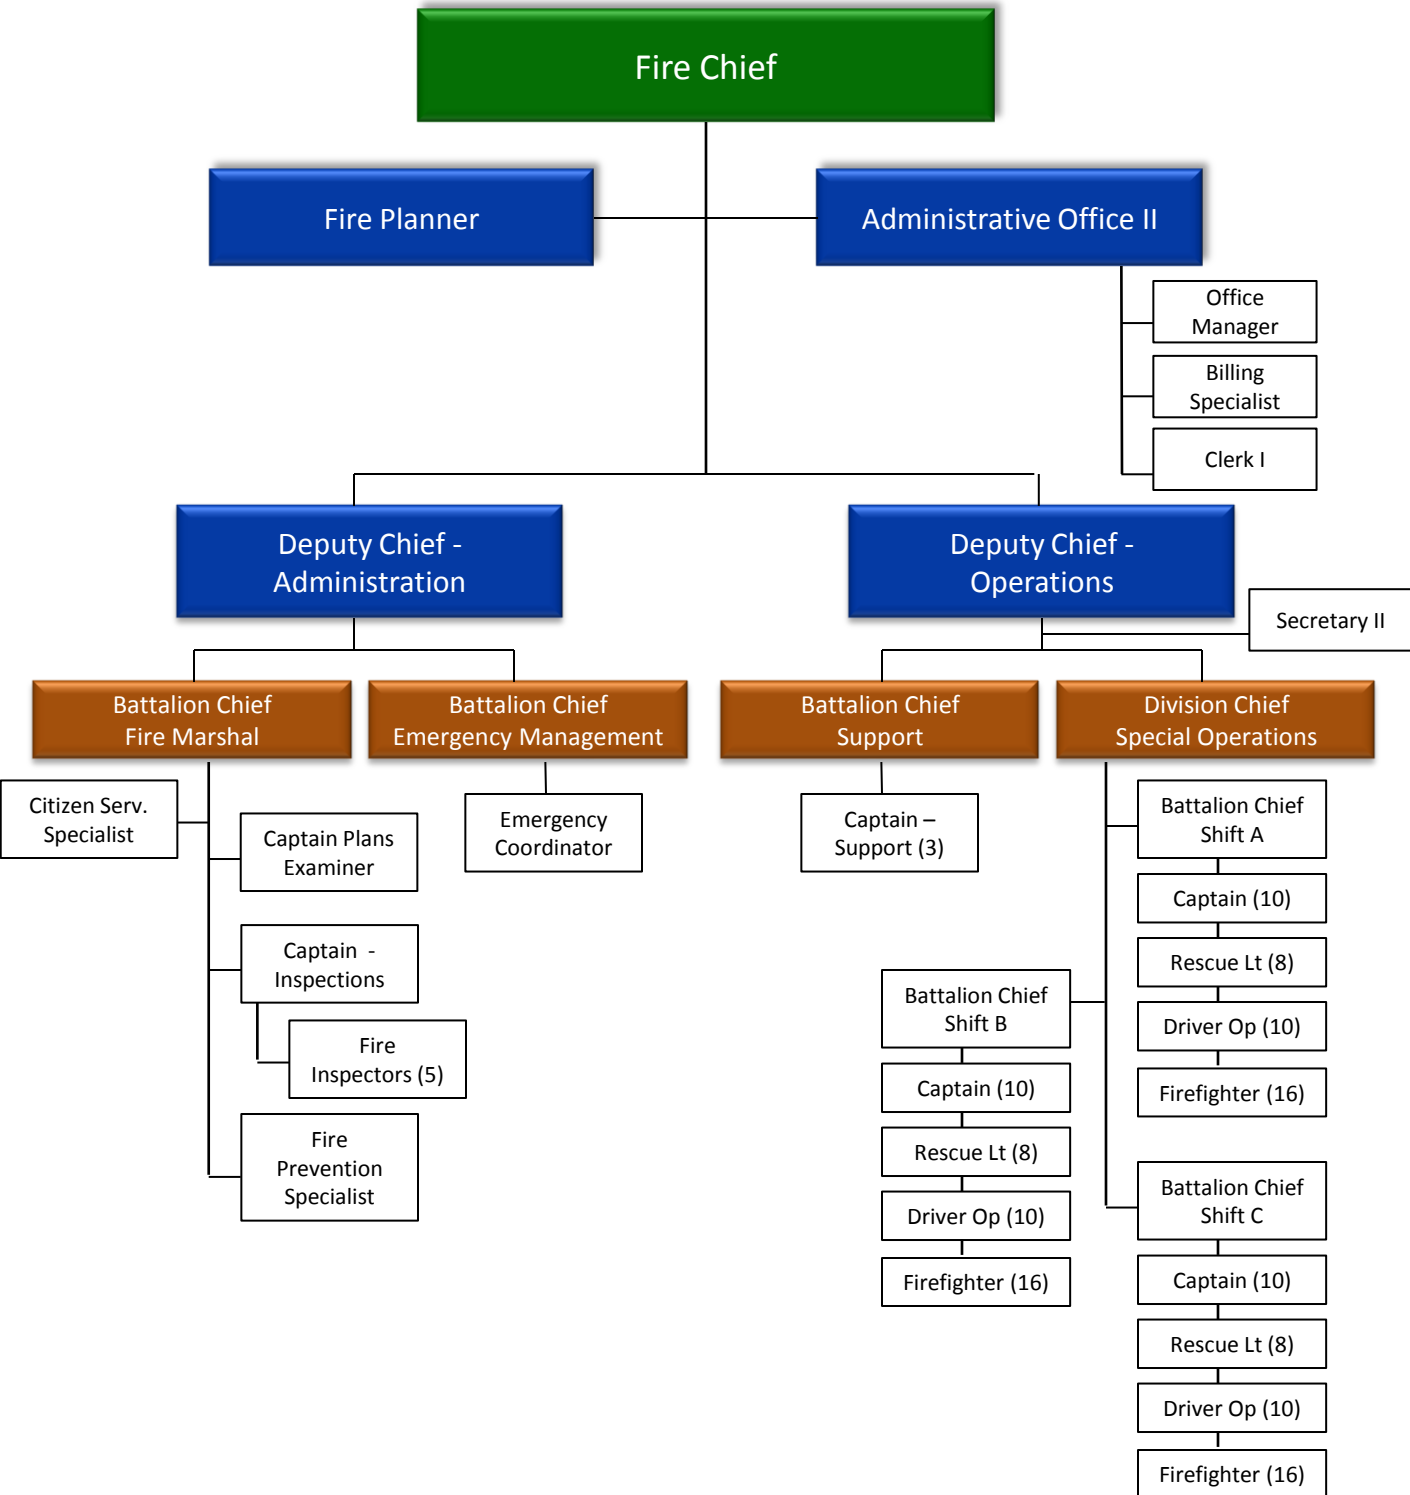 Fire Chief
Fire Planner
Administrative Office II
Office
Manager
Billing
Specialist
Clerk I
Deputy Chief -
Administration
Deputy Chief -
Operations
Secretary II
Battalion Chief
Fire Marshal
Battalion Chief
Emergency Management
Battalion Chief
Support
Division Chief
Special Operations
Citizen Serv.
Specialist
Captain Plans
Examiner
Captain -
Inspections
Fire
Inspectors (5)
Fire
Prevention
Specialist
Emergency
Coordinator
Captain –
Support (3)
Battalion Chief
Shift A
Captain (10)
Rescue Lt (8)
Driver Op (10)
Firefighter (16)
Battalion Chief
Shift B
Captain (10)
Rescue Lt (8)
Driver Op (10)
Firefighter (16)
Battalion Chief
Shift C
Captain (10)
Rescue Lt (8)
Driver Op (10)
Firefighter (16)